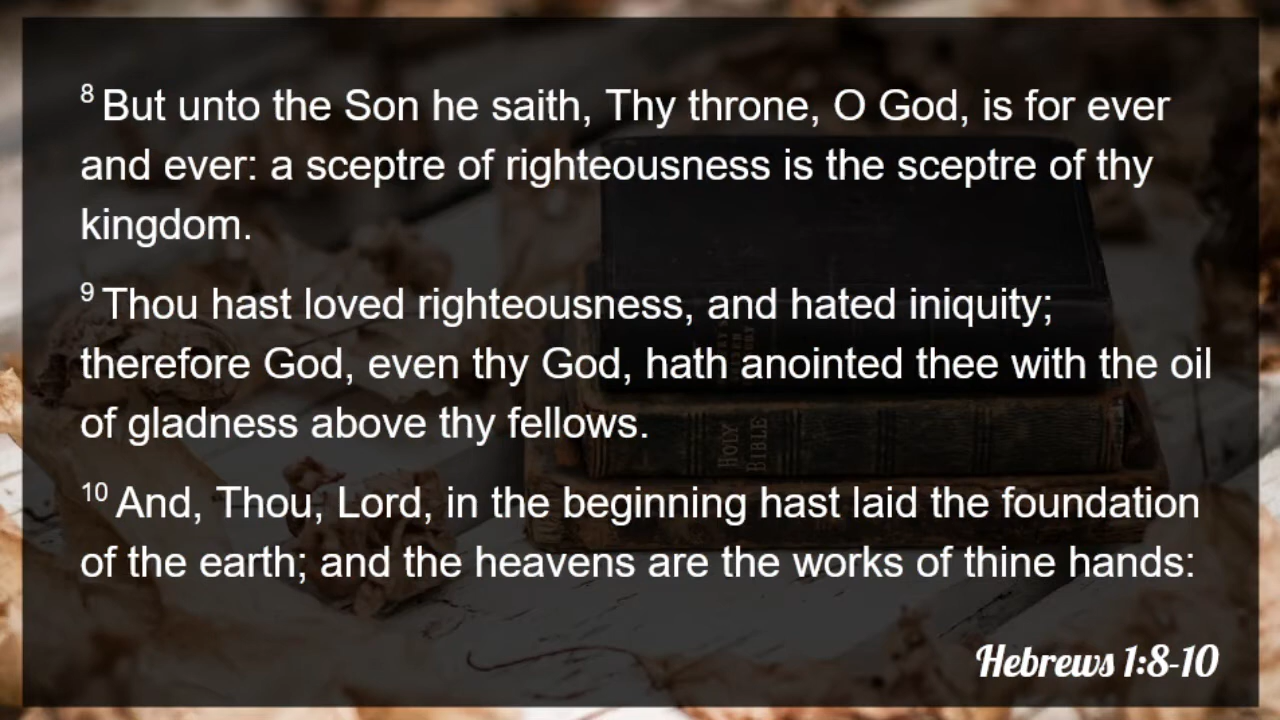 8 But unto the Son he saith, Thy throne, O God, is for ever
and ever: a sceptre of righteousness is the sceptre of thy
kingdom.
9 Thou hast loved righteousness, and hated iniquity;
therefore God, even thy God, hath anointed thee with the oil
of gladness above thy fellows.
10 And, Thou, Lord, in the beginning hast laid the foundation
of the earth; and the heavens are the works of thine hands:
HOLY
BIBLE
Hebrews 1:8-10